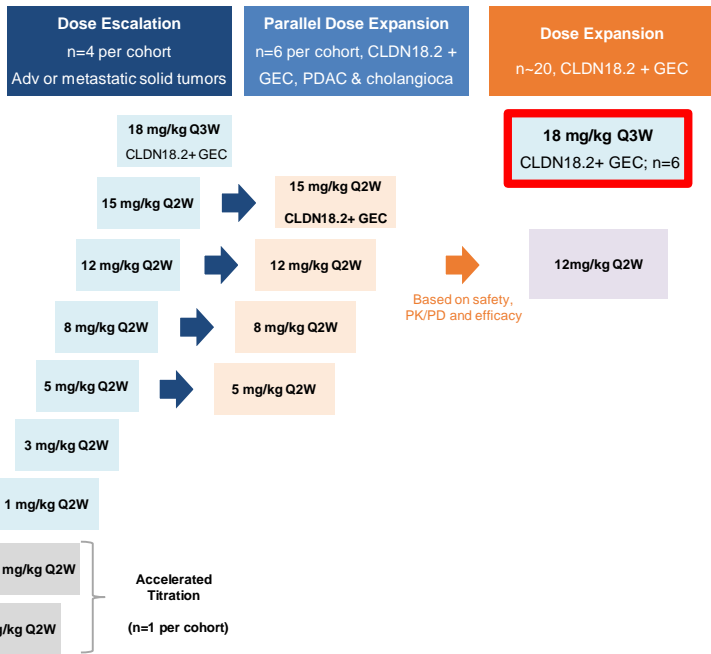 Dose Escalation
n=4 per cohort
Adv or metastatic solid tumors
Parallel Dose Expansion
n=6 per cohort, CLDN18.2 +
GEC, PDAC & cholangioca
Dose Expansion
n~20, CLDN18.2 + GEC
18 mg/kg Q3W
CLDN18.2+ GEC
18 mg/kg Q3W
CLDN18.2+ GEC; n=6
15 mg/kg Q2W
15 mg/kg Q2W
CLDN18.2+ GEC
12 mg/kg Q2W
12 mg/kg Q2W
12mg/kg Q2W
Based on safety,
PK/PD and efficacy
8 mg/kg Q2W
8 mg/kg Q2W
5 mg/kg Q2W
5 mg/kg Q2W
3 mg/kg Q2W
1 mg/kg Q2W
mg/kg Q2W
Q2W
Accelerated
Titration
(n=1 per cohort)